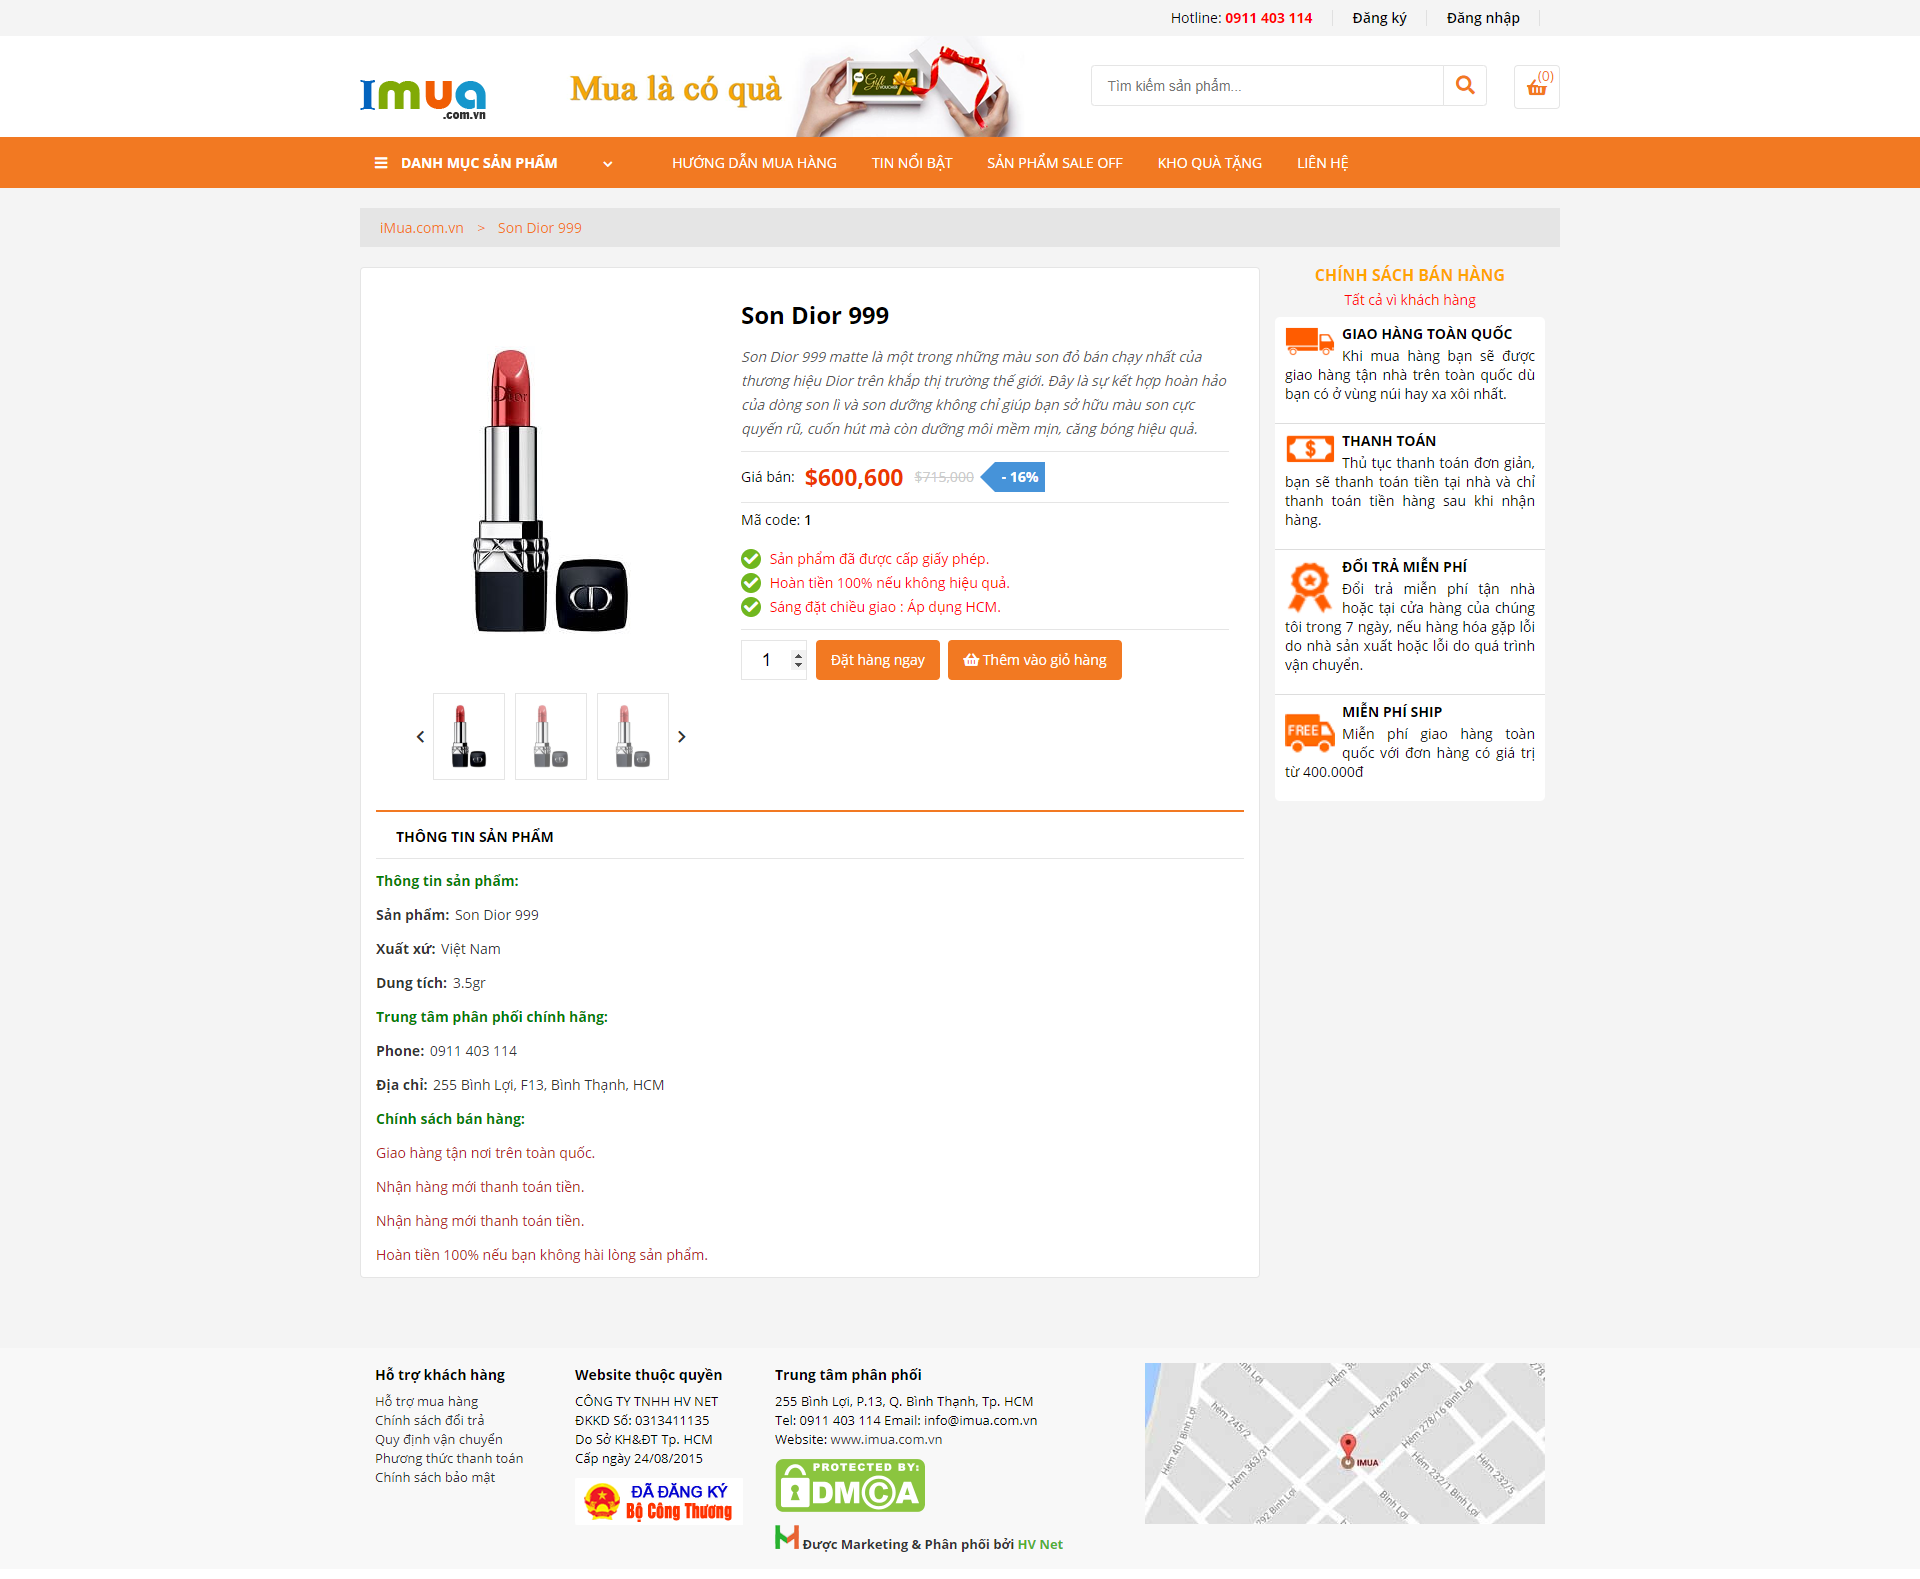 Hotline: 0911 403 114
Đăng ký
Đăng nhập
Imua
.com.vn
Mua là có quà
Gift
VOUCHER
Tìm kiếm sản phẩm...
(0)
DANH MỤC SẢN PHẨM
HƯỚNG DẪN MUA HÀNG
TIN NỔI BẬT
SẢN PHẨM SALE OFF
KHO QUÀ TẶNG
LIÊN HỆ
iMua.com.vn > Son Dior 999
Dior
Son Dior 999
Son Dior 999 matte là một trong những màu son đỏ bán chạy nhất của
thương hiệu Dior trên khắp thị trường thế giới. Đây là sự kết hợp hoàn hảo
của dòng son lì và son dưỡng không chỉ giúp bạn sở hữu màu son cực
quyến rũ, cuốn hút mà còn dưỡng môi mềm mịn, căng bóng hiệu quả.
Giá bán: $600,600 $715,000 - 16%
Mã code: 1
Sản phẩm đã được cấp giấy phép.
Hoàn tiền 100% nếu không hiệu quả.
Sáng đặt chiều giao : Áp dụng HCM.
1
Đặt hàng ngay
Thêm vào giỏ hàng
CHÍNH SÁCH BÁN HÀNG
Tất cả vì khách hàng
GIAO HÀNG TOÀN QUỐC
Khi mua hàng bạn sẽ được
giao hàng tận nhà trên toàn quốc dù
bạn có ở vùng núi hay xa xôi nhất.
THANH TOÁN
Thủ tục thanh toán đơn giản,
bạn sẽ thanh toán tiền tại nhà và chỉ
thanh toán tiền hàng sau khi nhận
hàng.
ĐỔI TRẢ MIỄN PHÍ
Đổi trả miễn phí tận nhà
hoặc tại cửa hàng của chúng
tôi trong 7 ngày, nếu hàng hóa gặp lỗi
do nhà sản xuất hoặc lỗi do quá trình
vận chuyển.
FREE
MIỄN PHÍ SHIP
Miễn phí giao hàng toàn
quốc với đơn hàng có giá trị
từ 400.000đ
THÔNG TIN SẢN PHẨM
Thông tin sản phẩm:
Sản phẩm: Son Dior 999
Xuất xứ: Việt Nam
Dung tích: 3.5gr
Trung tâm phân phối chính hãng:
Phone: 0911 403 114
Địa chỉ: 255 Bình Lợi, F13, Bình Thạnh, HCM
Chính sách bán hàng:
Giao hàng tận nơi trên toàn quốc.
Nhận hàng mới thanh toán tiền.
Nhận hàng mới thanh toán tiền.
Hoàn tiền 100% nếu bạn không hài lòng sản phẩm.
Hỗ trợ khách hàng
Hỗ trợ mua hàng
Chính sách đổi trả
Quy định vận chuyển
Phương thức thanh toán
Chính sách bảo mật
Website thuộc quyền
CÔNG TY TNHH HV NET
ĐKKD Số: 0313411135
Do Sở KH&ĐT Tp. HCM
Cấp ngày 24/08/2015
ĐÃ ĐĂNG KÝ
Bộ Công Thương
Trung tâm phân phối
255 Bình Lợi, P.13, Q. Bình Thạnh, Tp. HCM
Tel: 0911 403 114 Email: info@imua.com.vn
Website: www.imua.com.vn
PROTECTED BY:
DMCA
Được Marketing & Phân phối bởi HV Net
Hẻm 401 Bình Lợi
Hẻm 245/2
Hẻm 363/31
Hẻm 292 Bình Lợi
Hẻm 278/16 Bình Lợi
IMUA
Hẻm 232/1 Bình Lợi
Hẻm 232/5
292 Bình Lợi
Bình Lợi